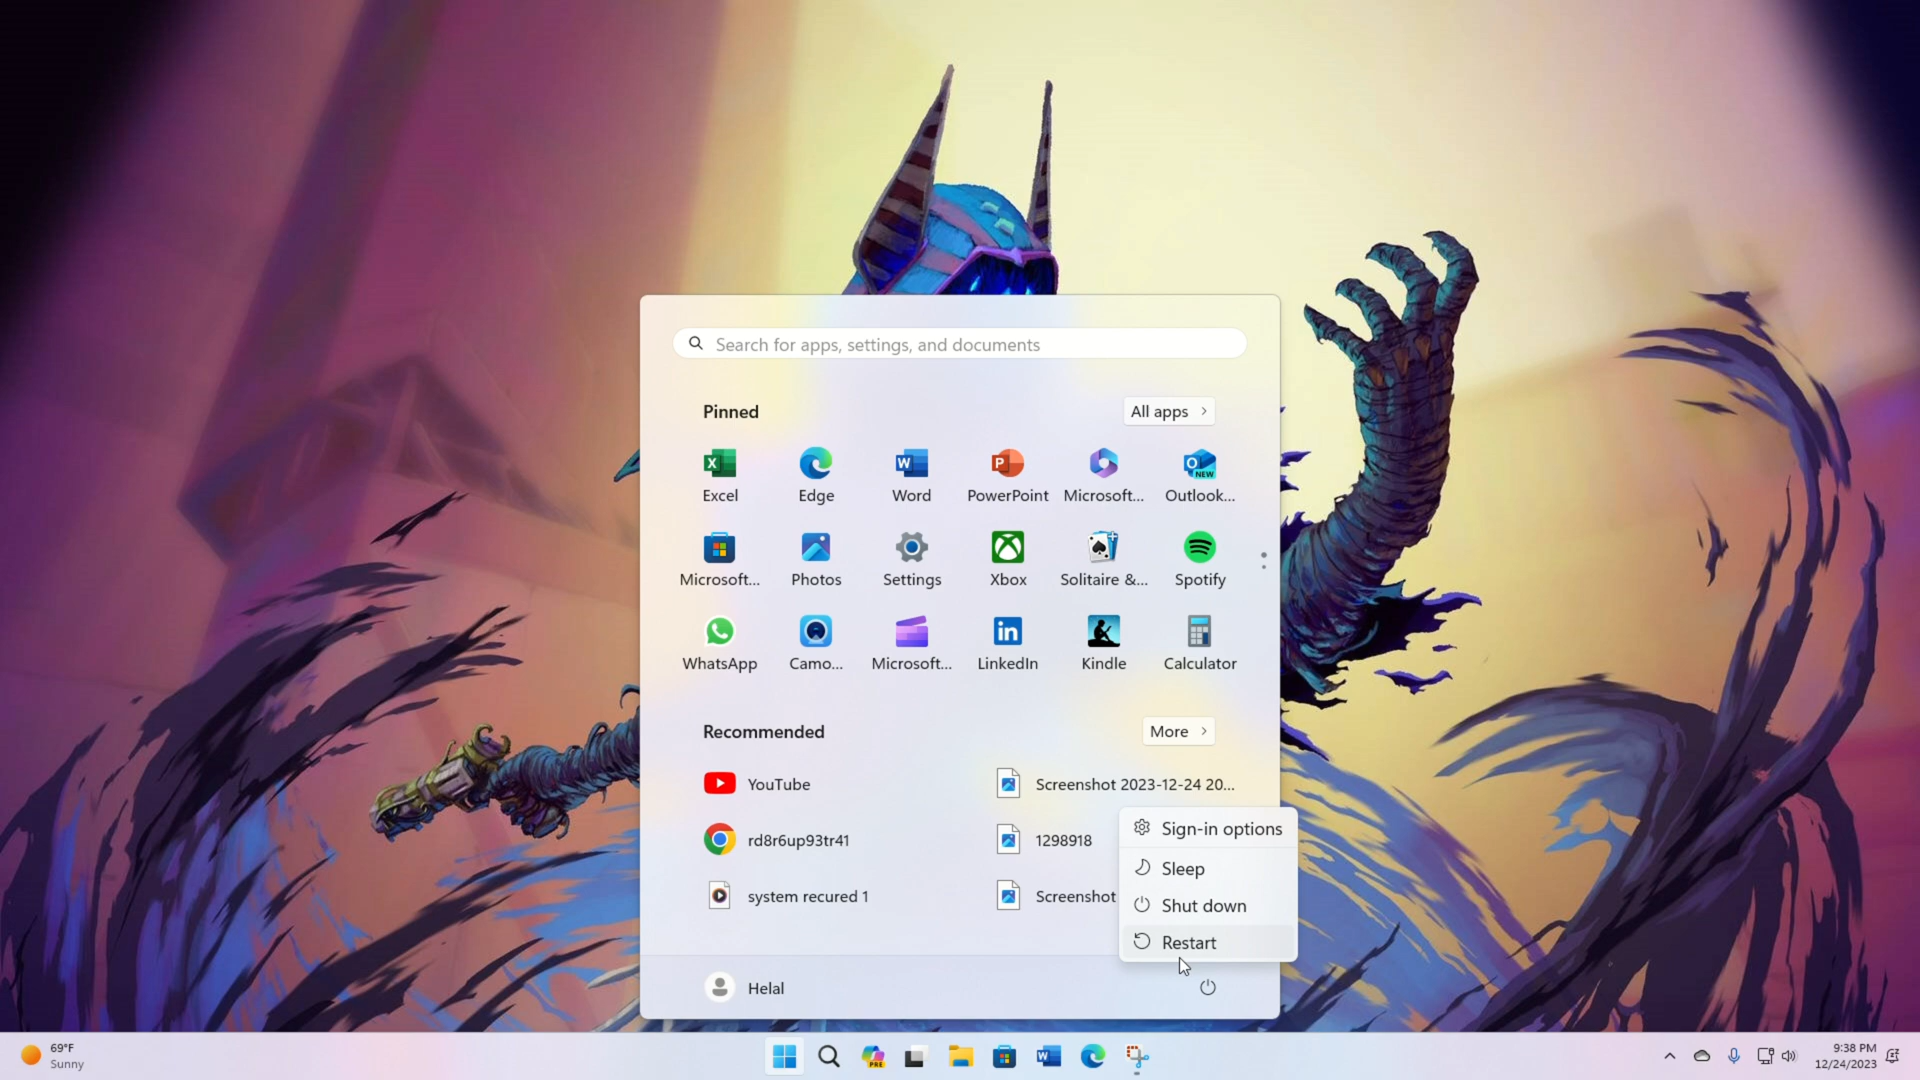 Search for apps, settings, and documents
Pinned
All apps
Excel
Edge
Word
PowerPoint
Microsoft...
Outlook...
Microsoft...
Photos
Settings
Xbox
Solitaire &...
Spotify
WhatsApp
Camo...
Microsoft...
LinkedIn
Kindle
Calculator
Recommended
More
YouTube
Screenshot 2023-12-24 20...
rd8r6up93tr41
1298918
system recured 1
Screenshot
Sign-in options
Sleep
Shut down
Restart
Helal
69°F
Sunny
9:38 PM
12/24/2023